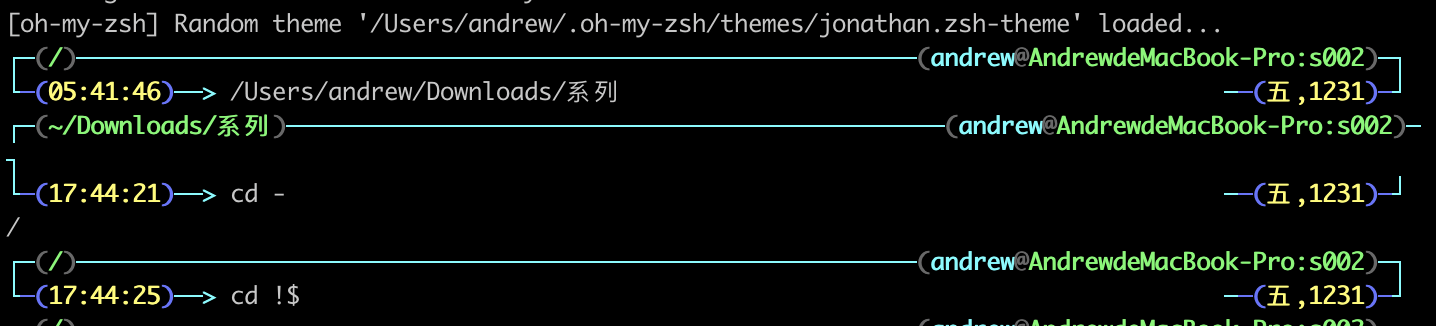 [oh-my-zsh] Random theme '/Users/andrew/.oh-my-zsh/themes/jonathan.zsh-theme' loaded...
(/) (andrew@AndrewdeMacBook-Pro:s002)
(05:41:46)—> /Users/andrew/Downloads/系列 —(五,1231)
(~/Downloads/系列) (andrew@AndrewdeMacBook-Pro:s002)
(17:44:21)—> cd - —(五,1231)
/
(/) (andrew@AndrewdeMacBook-Pro:s002)
(17:44:25)—> cd !$ —(五,1231)